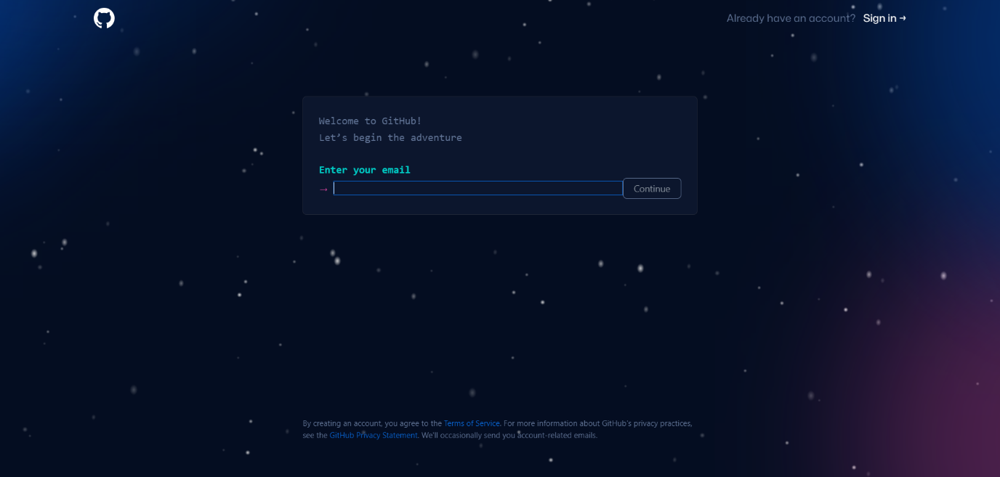 Already have an account? Sign in →
Welcome to GitHub!
Let’s begin the adventure
Enter your email
→ Continue
By creating an account, you agree to the Terms of Service. For more information about GitHub's privacy practices,
see the GitHub Privacy Statement. We'll occasionally send you account-related emails.